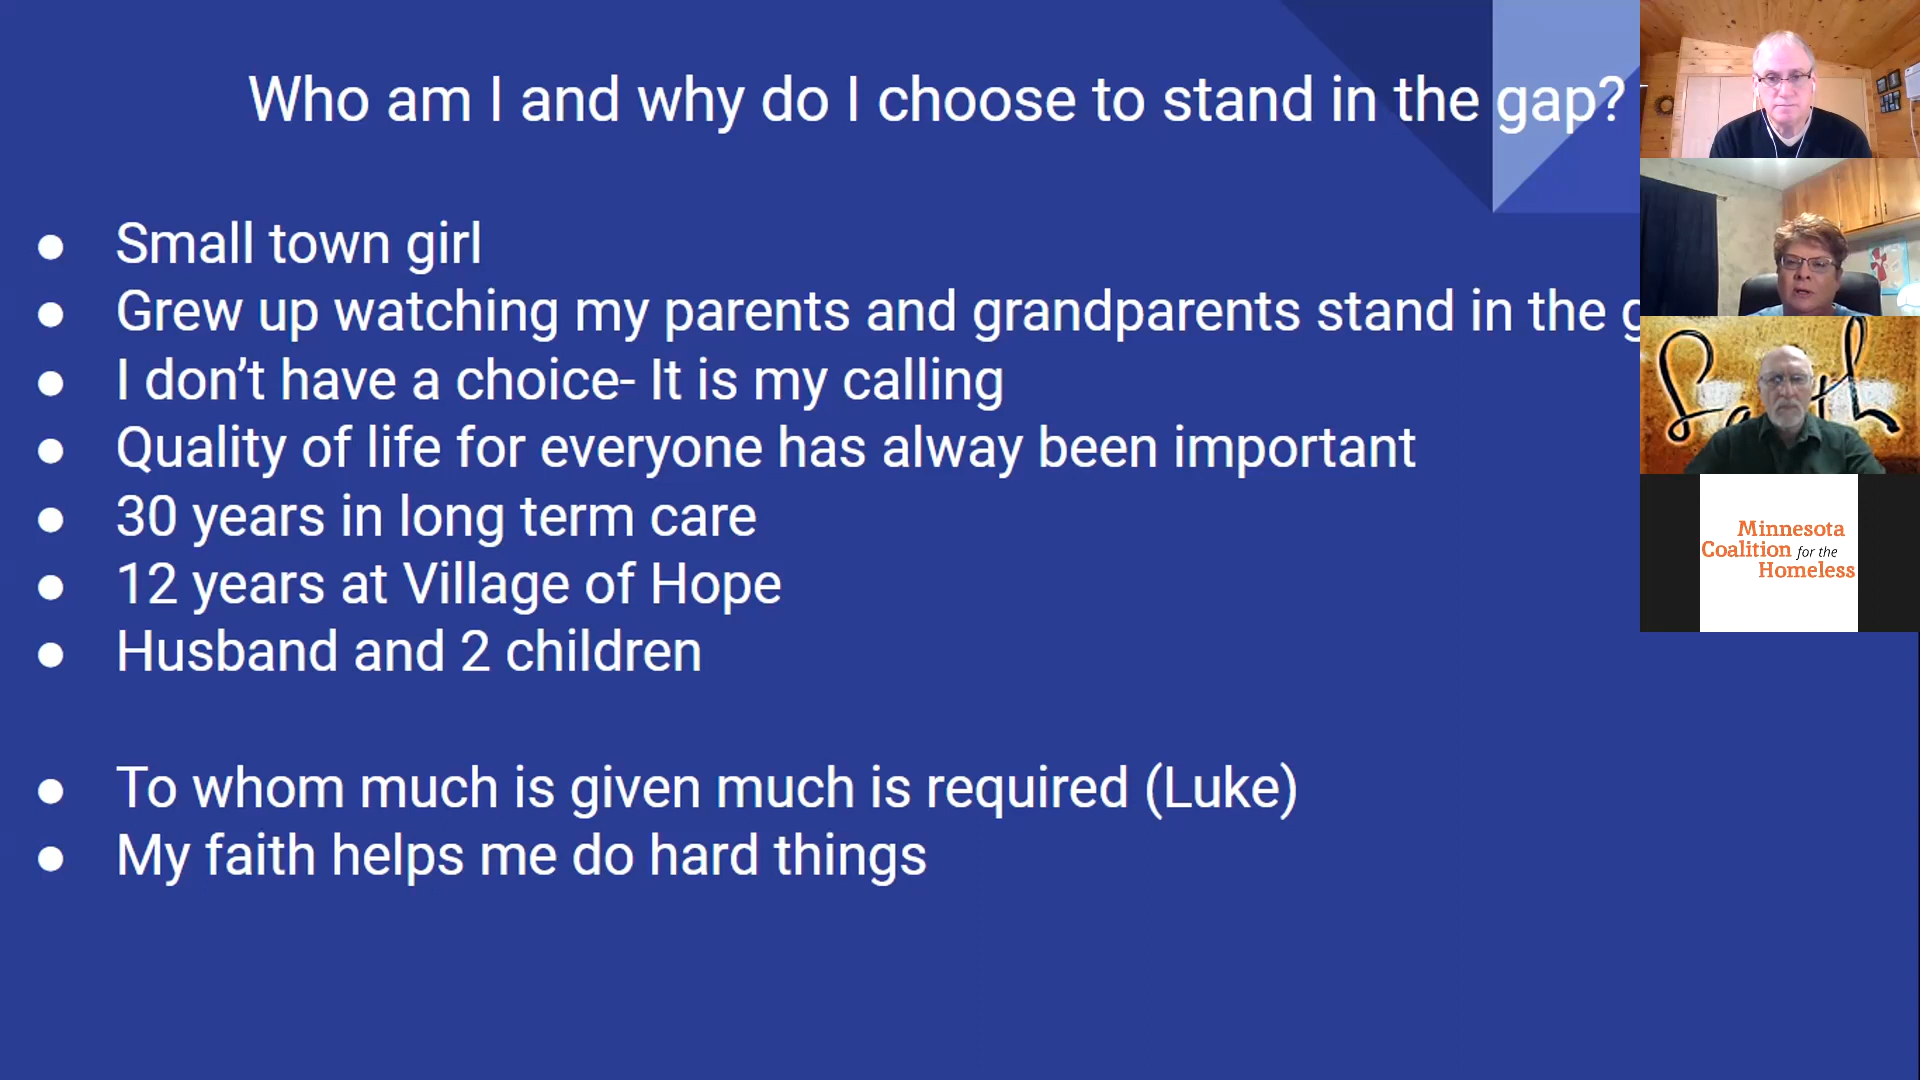 Who am I and why do I choose to stand in the gap?
● Small town girl
● Grew up watching my parents and grandparents stand in the
● I don’t have a choice- It is my calling
● Quality of life for everyone has alway been important
● 30 years in long term care
● 12 years at Village of Hope
● Husband and 2 children
● To whom much is given much is required (Luke)
● My faith helps me do hard things
Minnesota
Coalition for the
Homeless